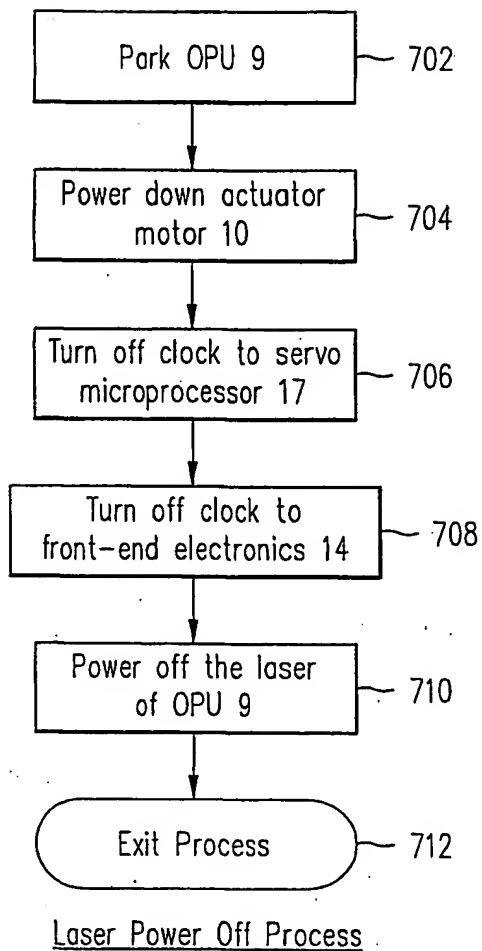 Park OPU 9
702
Power down actuator
motor 10
704
Turn off clock to servo
microprocessor 17
706
Turn off clock to
front-end electronics 14
708
Power off the laser
of OPU 9
710
Exit Process
712
Laser Power Off Process